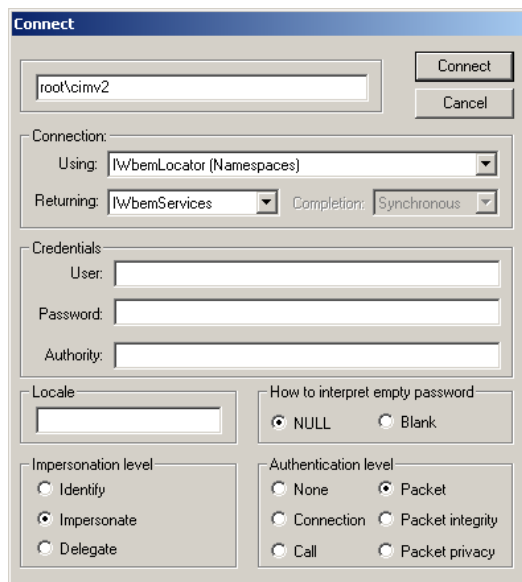 Connect
root\cimv2
Connect
Cancel
Connection:
Using: IWbemLocator (Namespaces)
Returning: IWbemServices Completion: Synchronous
Credentials
User:
Password:
Authority:
Locale
How to interpret empty password
NULL Blank
Impersonation level
Identify
Impersonate
Delegate
Authentication level
None Packet
Connection Packet integrity
Call Packet privacy